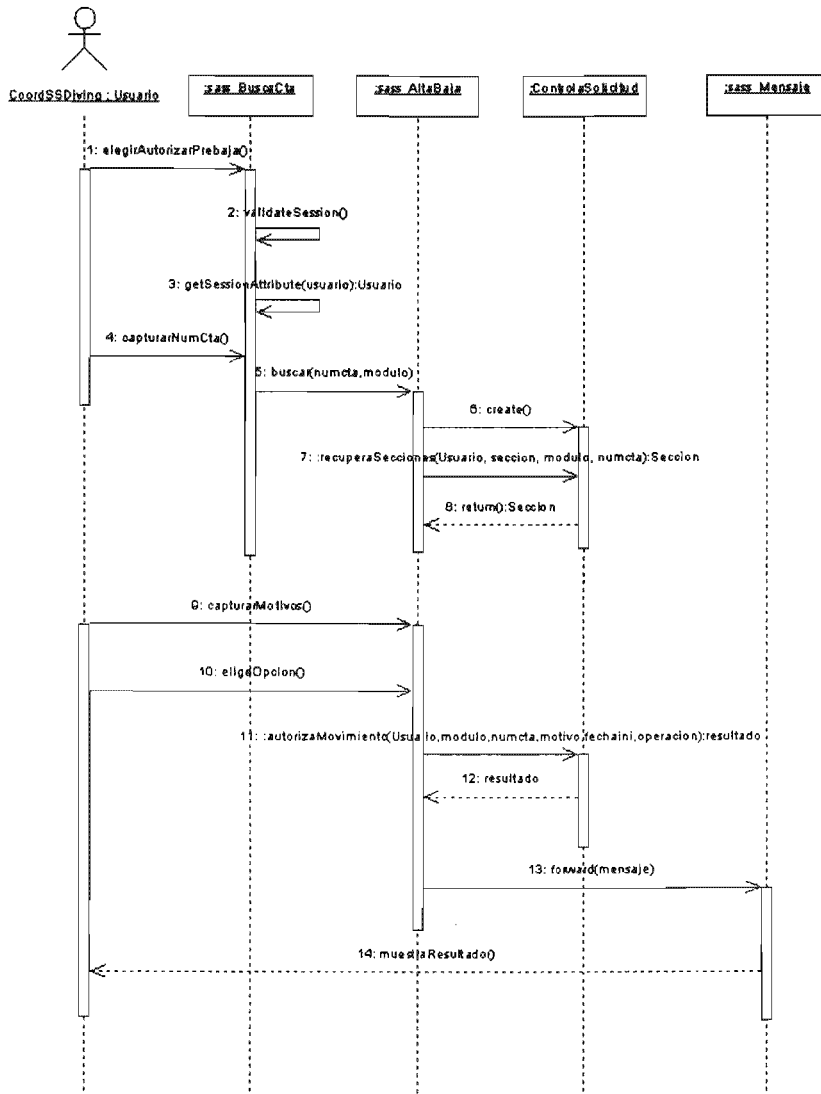 CoordSSDiving : Usuario
:sass_BuscaCta
:sass_AltaBaja
:ControlaSolicitud
:sass_Mensaje
1: elegirAutorizarPrebaja()
2: validateSession()
3: getSessionAttribute(usuario):Usuario
4: capturarNumCta()
5: buscar(numcta,modulo)
6: create()
7: :recuperaSecciones(Usuario, seccion, modulo, numcta):Seccion
8: return():Seccion
9: capturarMotivos()
10: eligeOpcion()
11: :autorizaMovimiento(Usuario,modulo,numcta,motivo,fechaini,operacion):resultado
12: resultado
13: forward(mensaje)
14: muestraResultado()